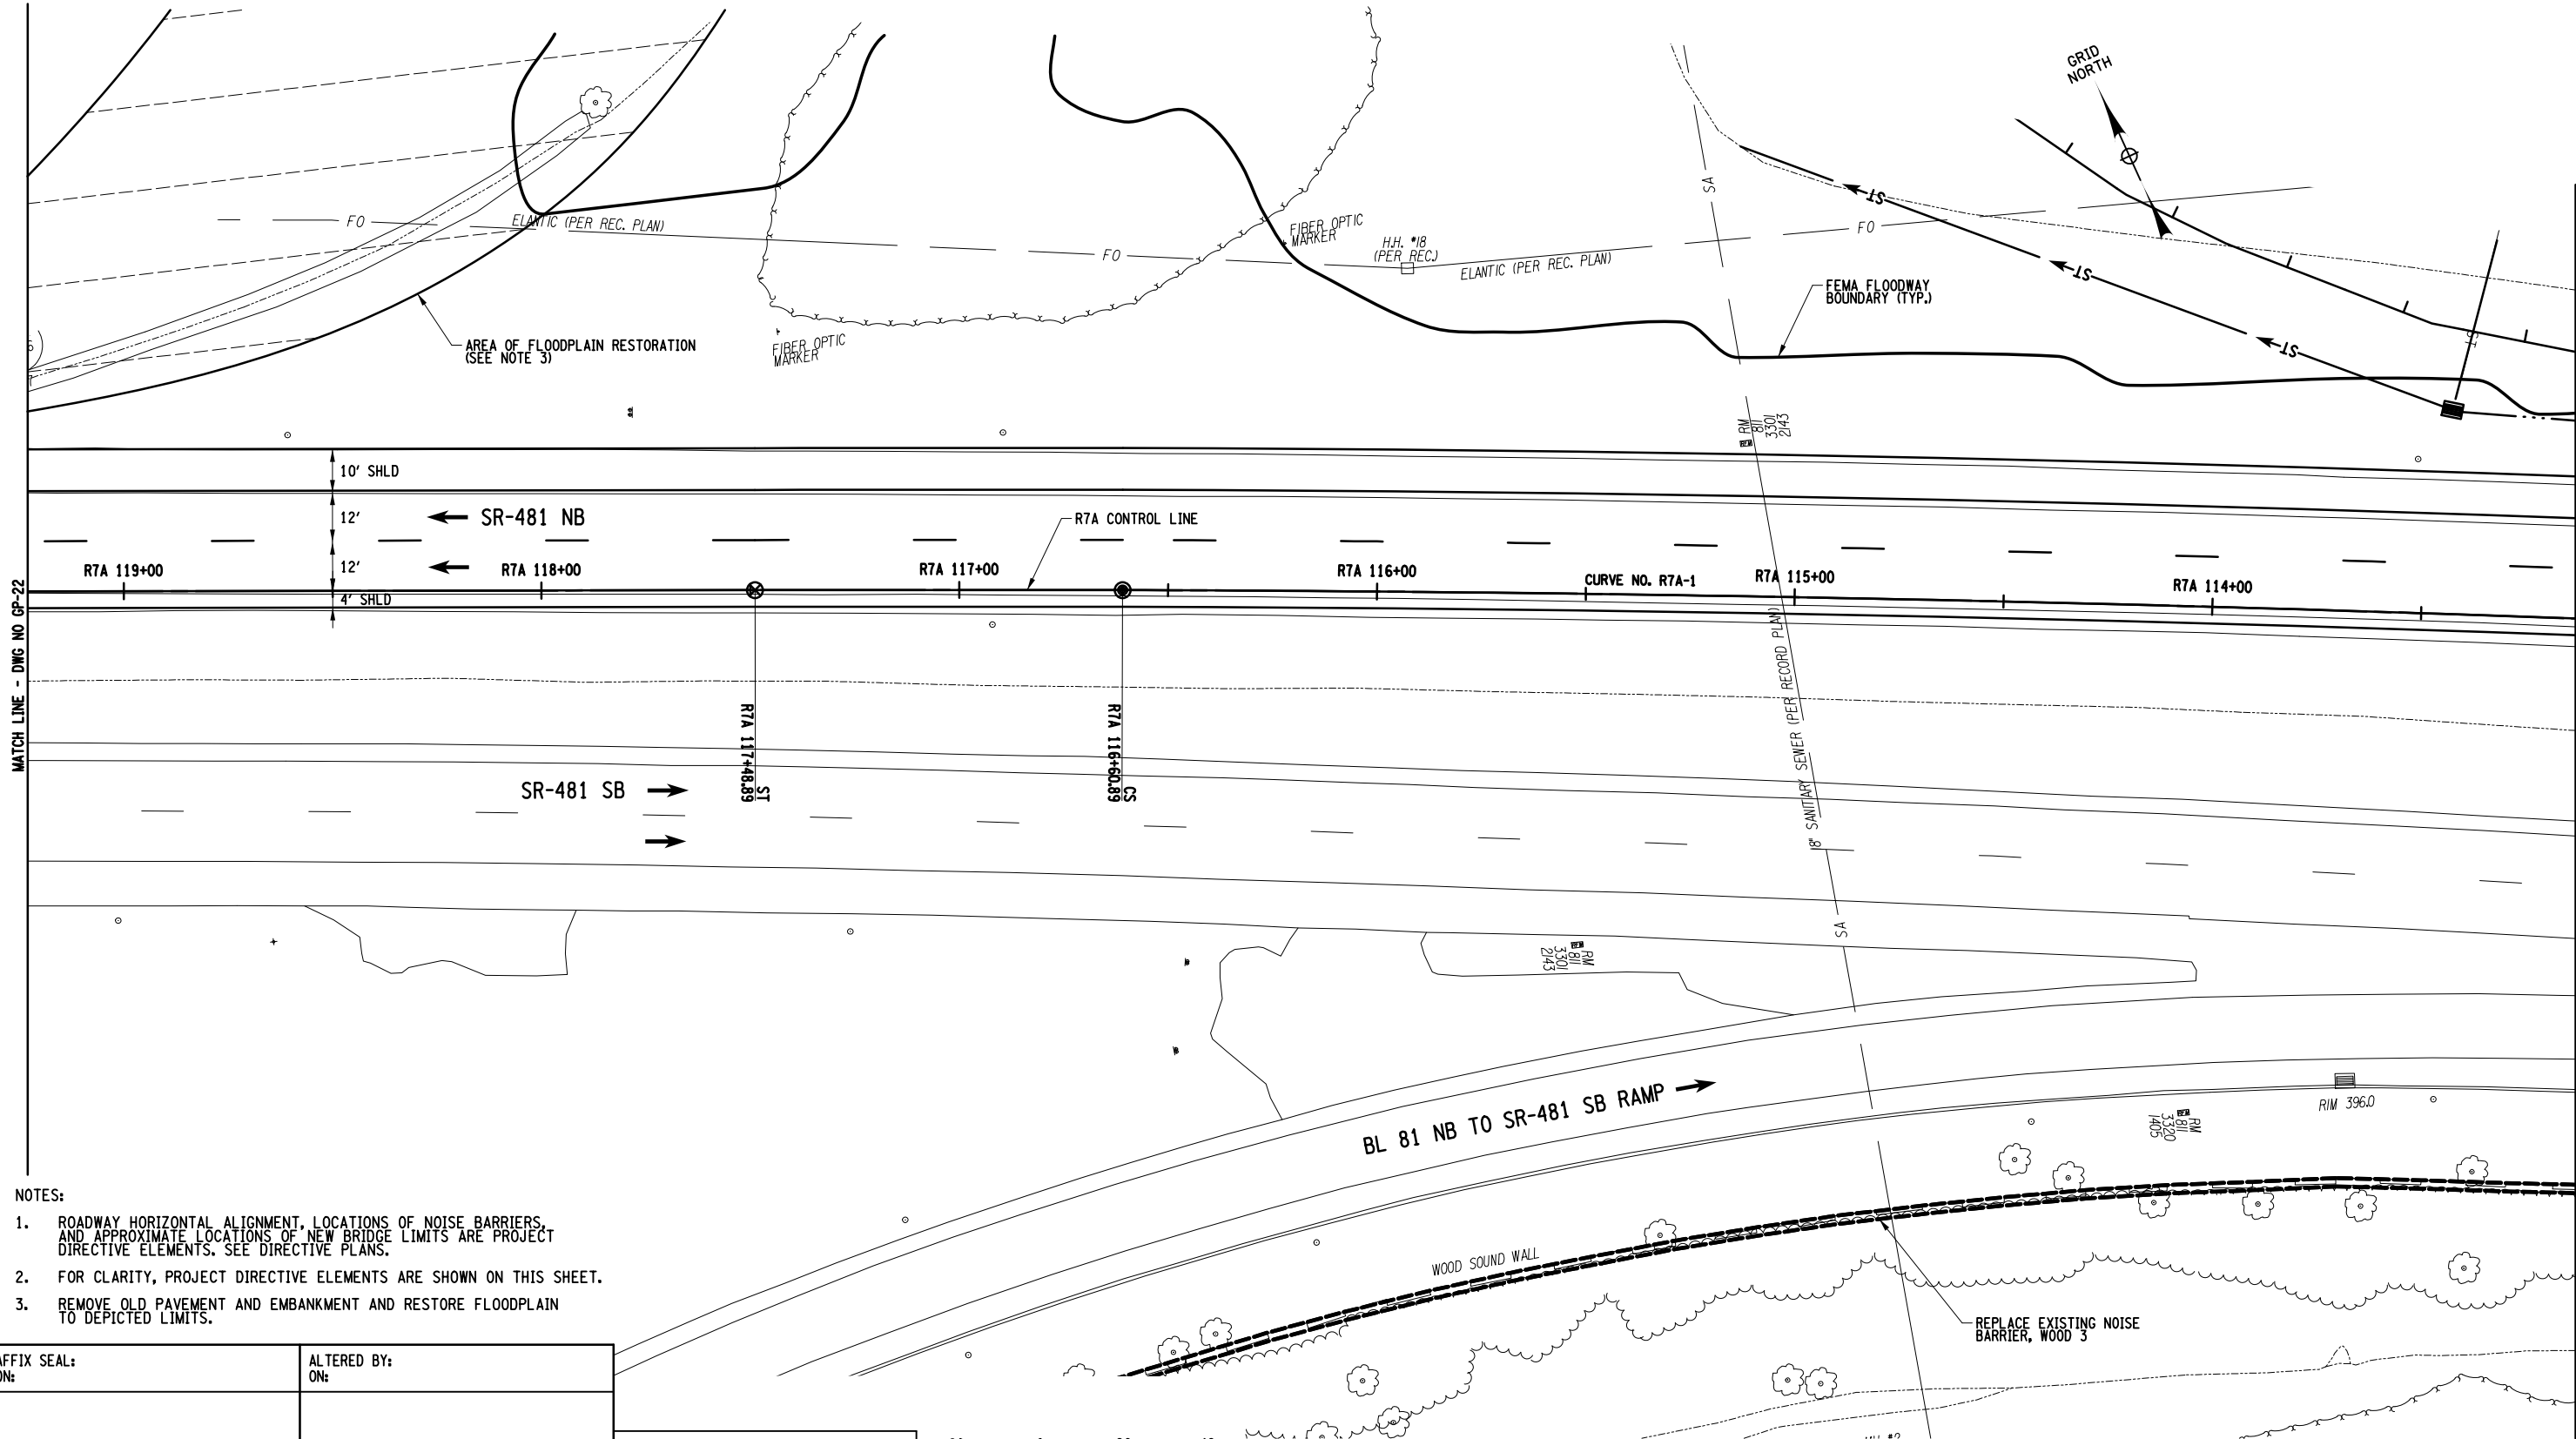 GRID
NORTH
SA
ST
FO
ELANTIC (PER REC. PLAN)
FIBER OPTIC
MARKER
H.H. #18
(PER REC.)
FO
FO
ELANTIC (PER REC. PLAN)
ST
FEMA FLOODWAY
BOUNDARY (TYP.)
ST
ST
AREA OF FLOODPLAIN RESTORATION
(SEE NOTE 3)
FIBER OPTIC
MARKER
RM
811
3301
2143
10' SHLD
12'
SR-481 NB
R7A CONTROL LINE
12'
R7A 119+00
R7A 118+00
R7A 117+00
R7A 116+00
CURVE NO. R7A-1
R7A 115+00
R7A 114+00
4' SHLD
MATCH LINE - DWG NO GP-22
R7A 117+48.89
ST
R7A 116+60.89
CS
8" SANITARY SEWER (PER RECORD PLAN)
SR-481 SB
SA
RM
811
3301
2143
BL 81 NB TO SR-481 SB RAMP
RIM 396.0
RM
811
3320
1405
WOOD SOUND WALL
REPLACE EXISTING NOISE
BARRIER, WOOD 3
NOTES:
1. ROADWAY HORIZONTAL ALIGNMENT, LOCATIONS OF NOISE BARRIERS,
AND APPROXIMATE LOCATIONS OF NEW BRIDGE LIMITS ARE PROJECT
DIRECTIVE ELEMENTS. SEE DIRECTIVE PLANS.
2. FOR CLARITY, PROJECT DIRECTIVE ELEMENTS ARE SHOWN ON THIS SHEET.
3. REMOVE OLD PAVEMENT AND EMBANKMENT AND RESTORE FLOODPLAIN
TO DEPICTED LIMITS.
AFFIX SEAL:
ON:
ALTERED BY:
ON: